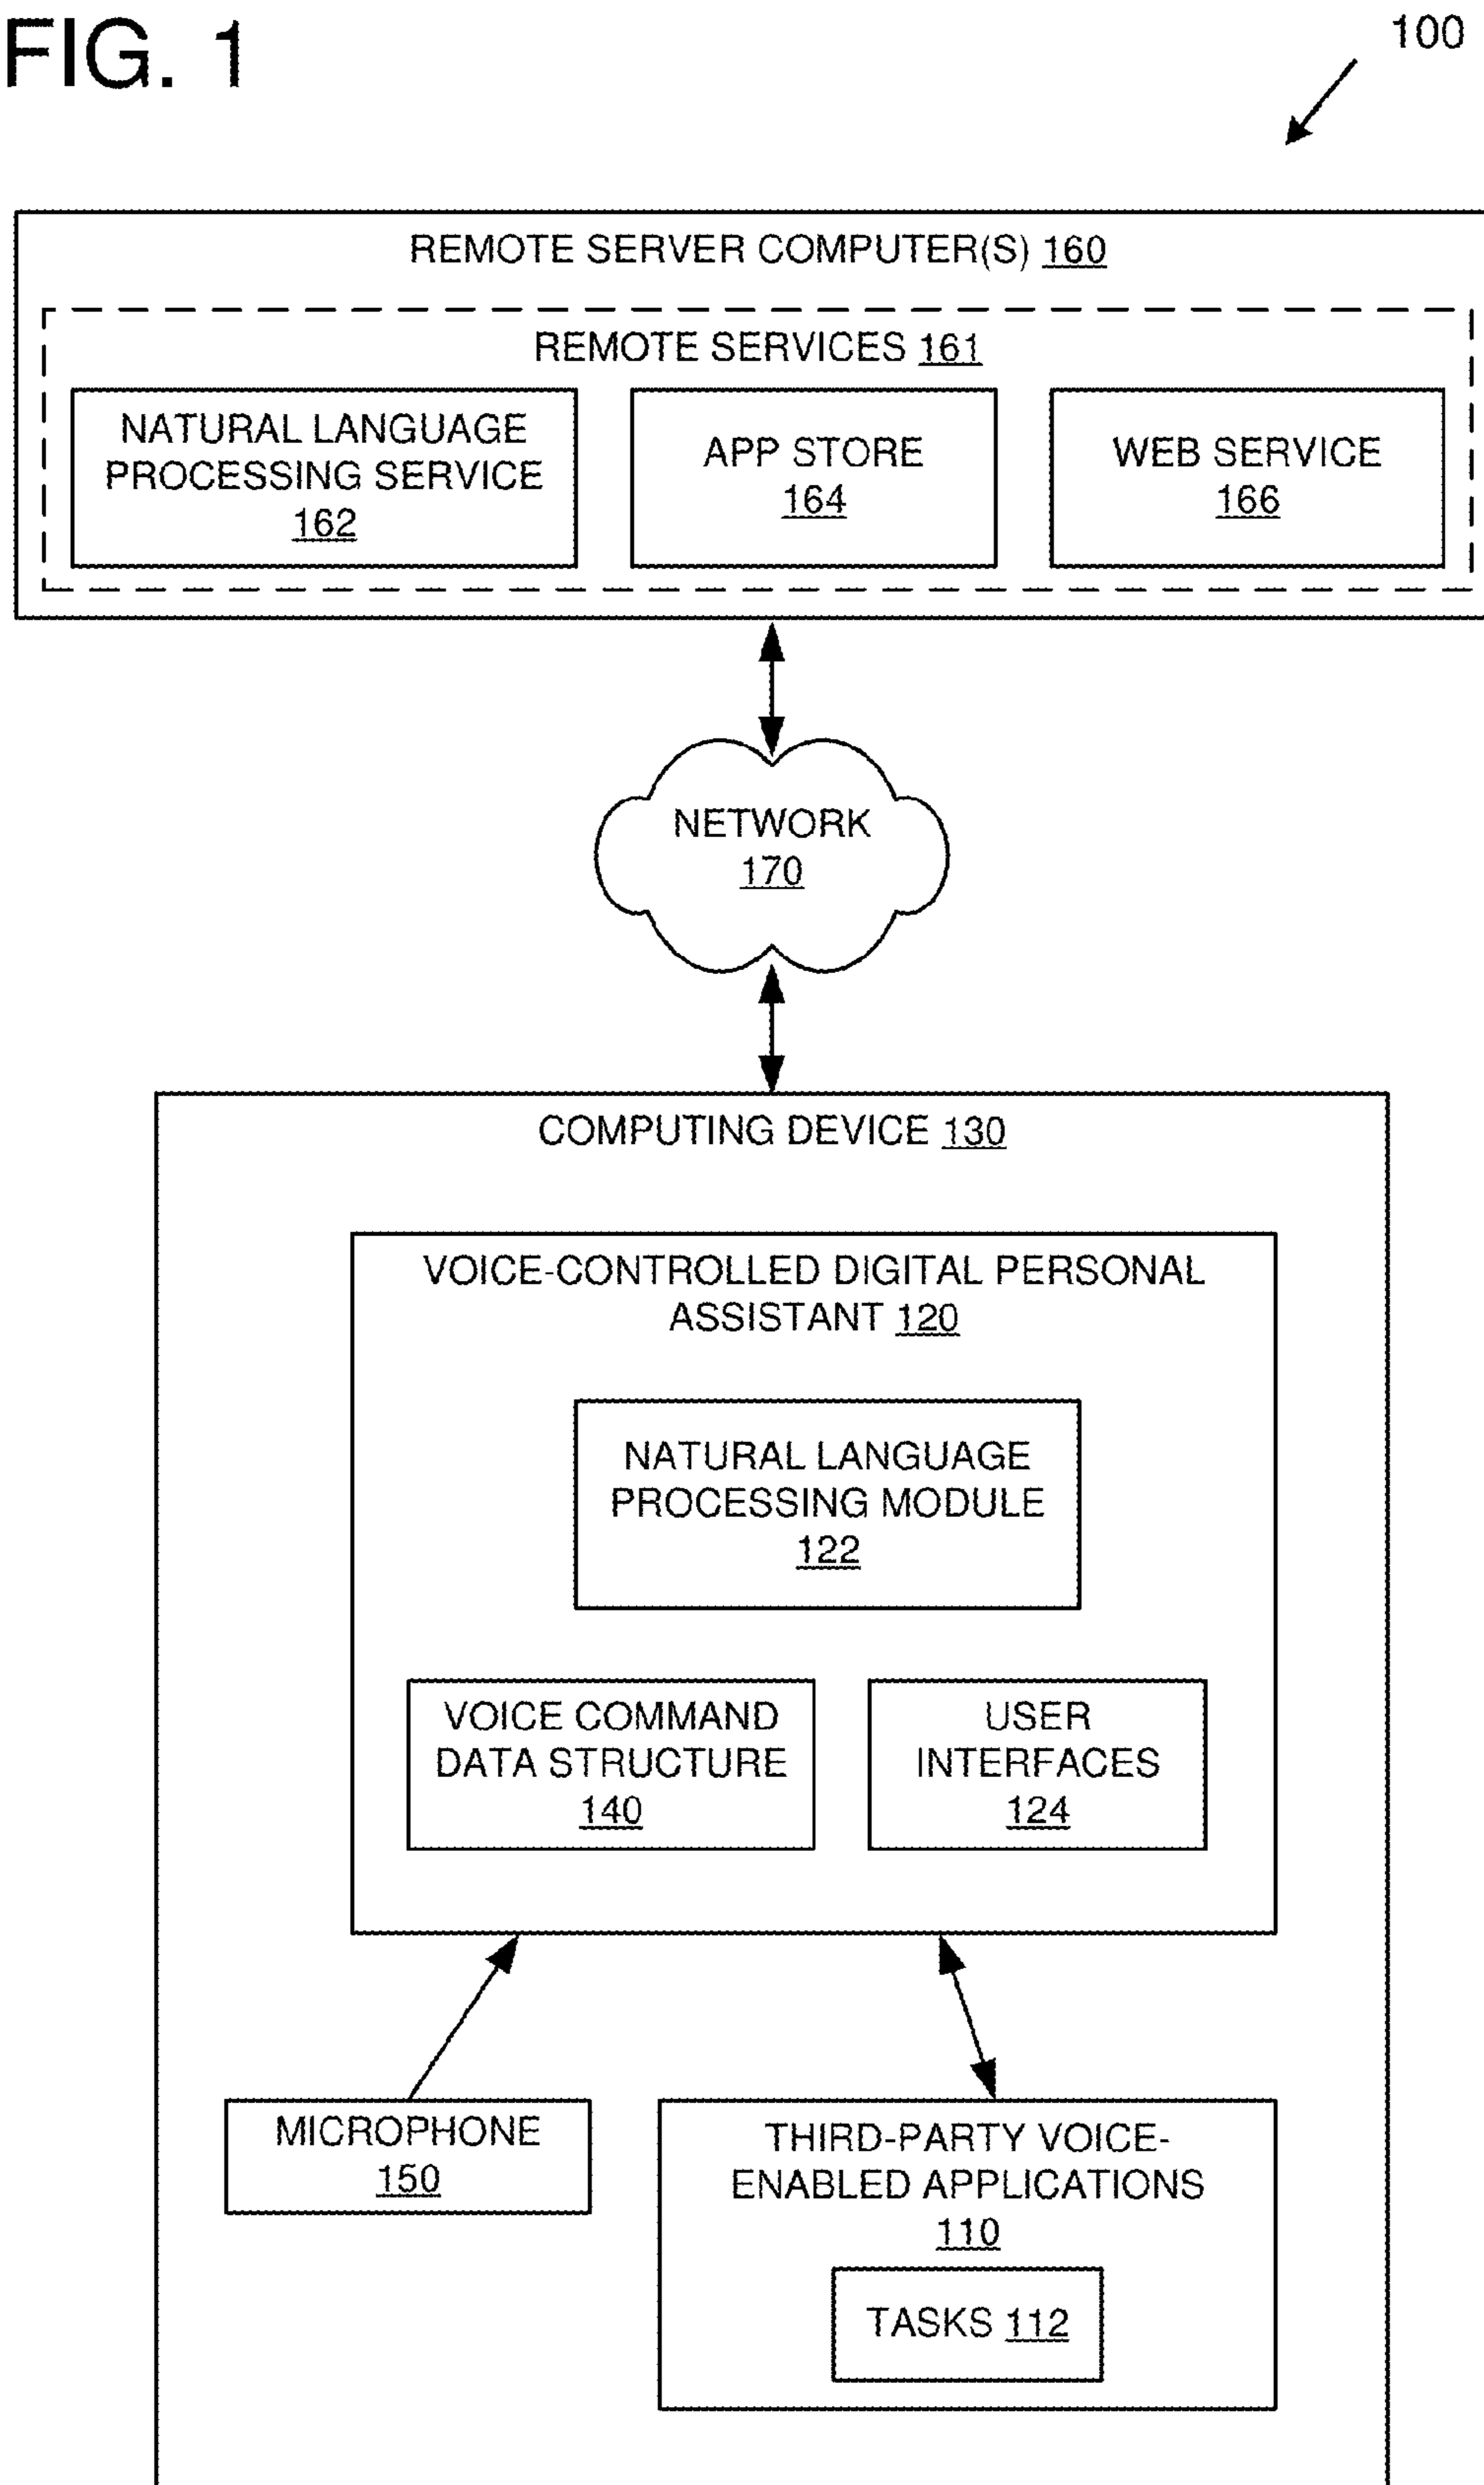 FIG. 1
100
REMOTE SERVER COMPUTER(S) 160
REMOTE SERVICES 161
NATURAL LANGUAGE
PROCESSING SERVICE
162
APP STORE
164
WEB SERVICE
166
NETWORK
170
COMPUTING DEVICE 130
VOICE-CONTROLLED DIGITAL PERSONAL
ASSISTANT 120
NATURAL LANGUAGE
PROCESSING MODULE
122
VOICE COMMAND
DATA STRUCTURE
140
USER
INTERFACES
124
MICROPHONE
150
THIRD-PARTY VOICE-
ENABLED APPLICATIONS
110
TASKS 112